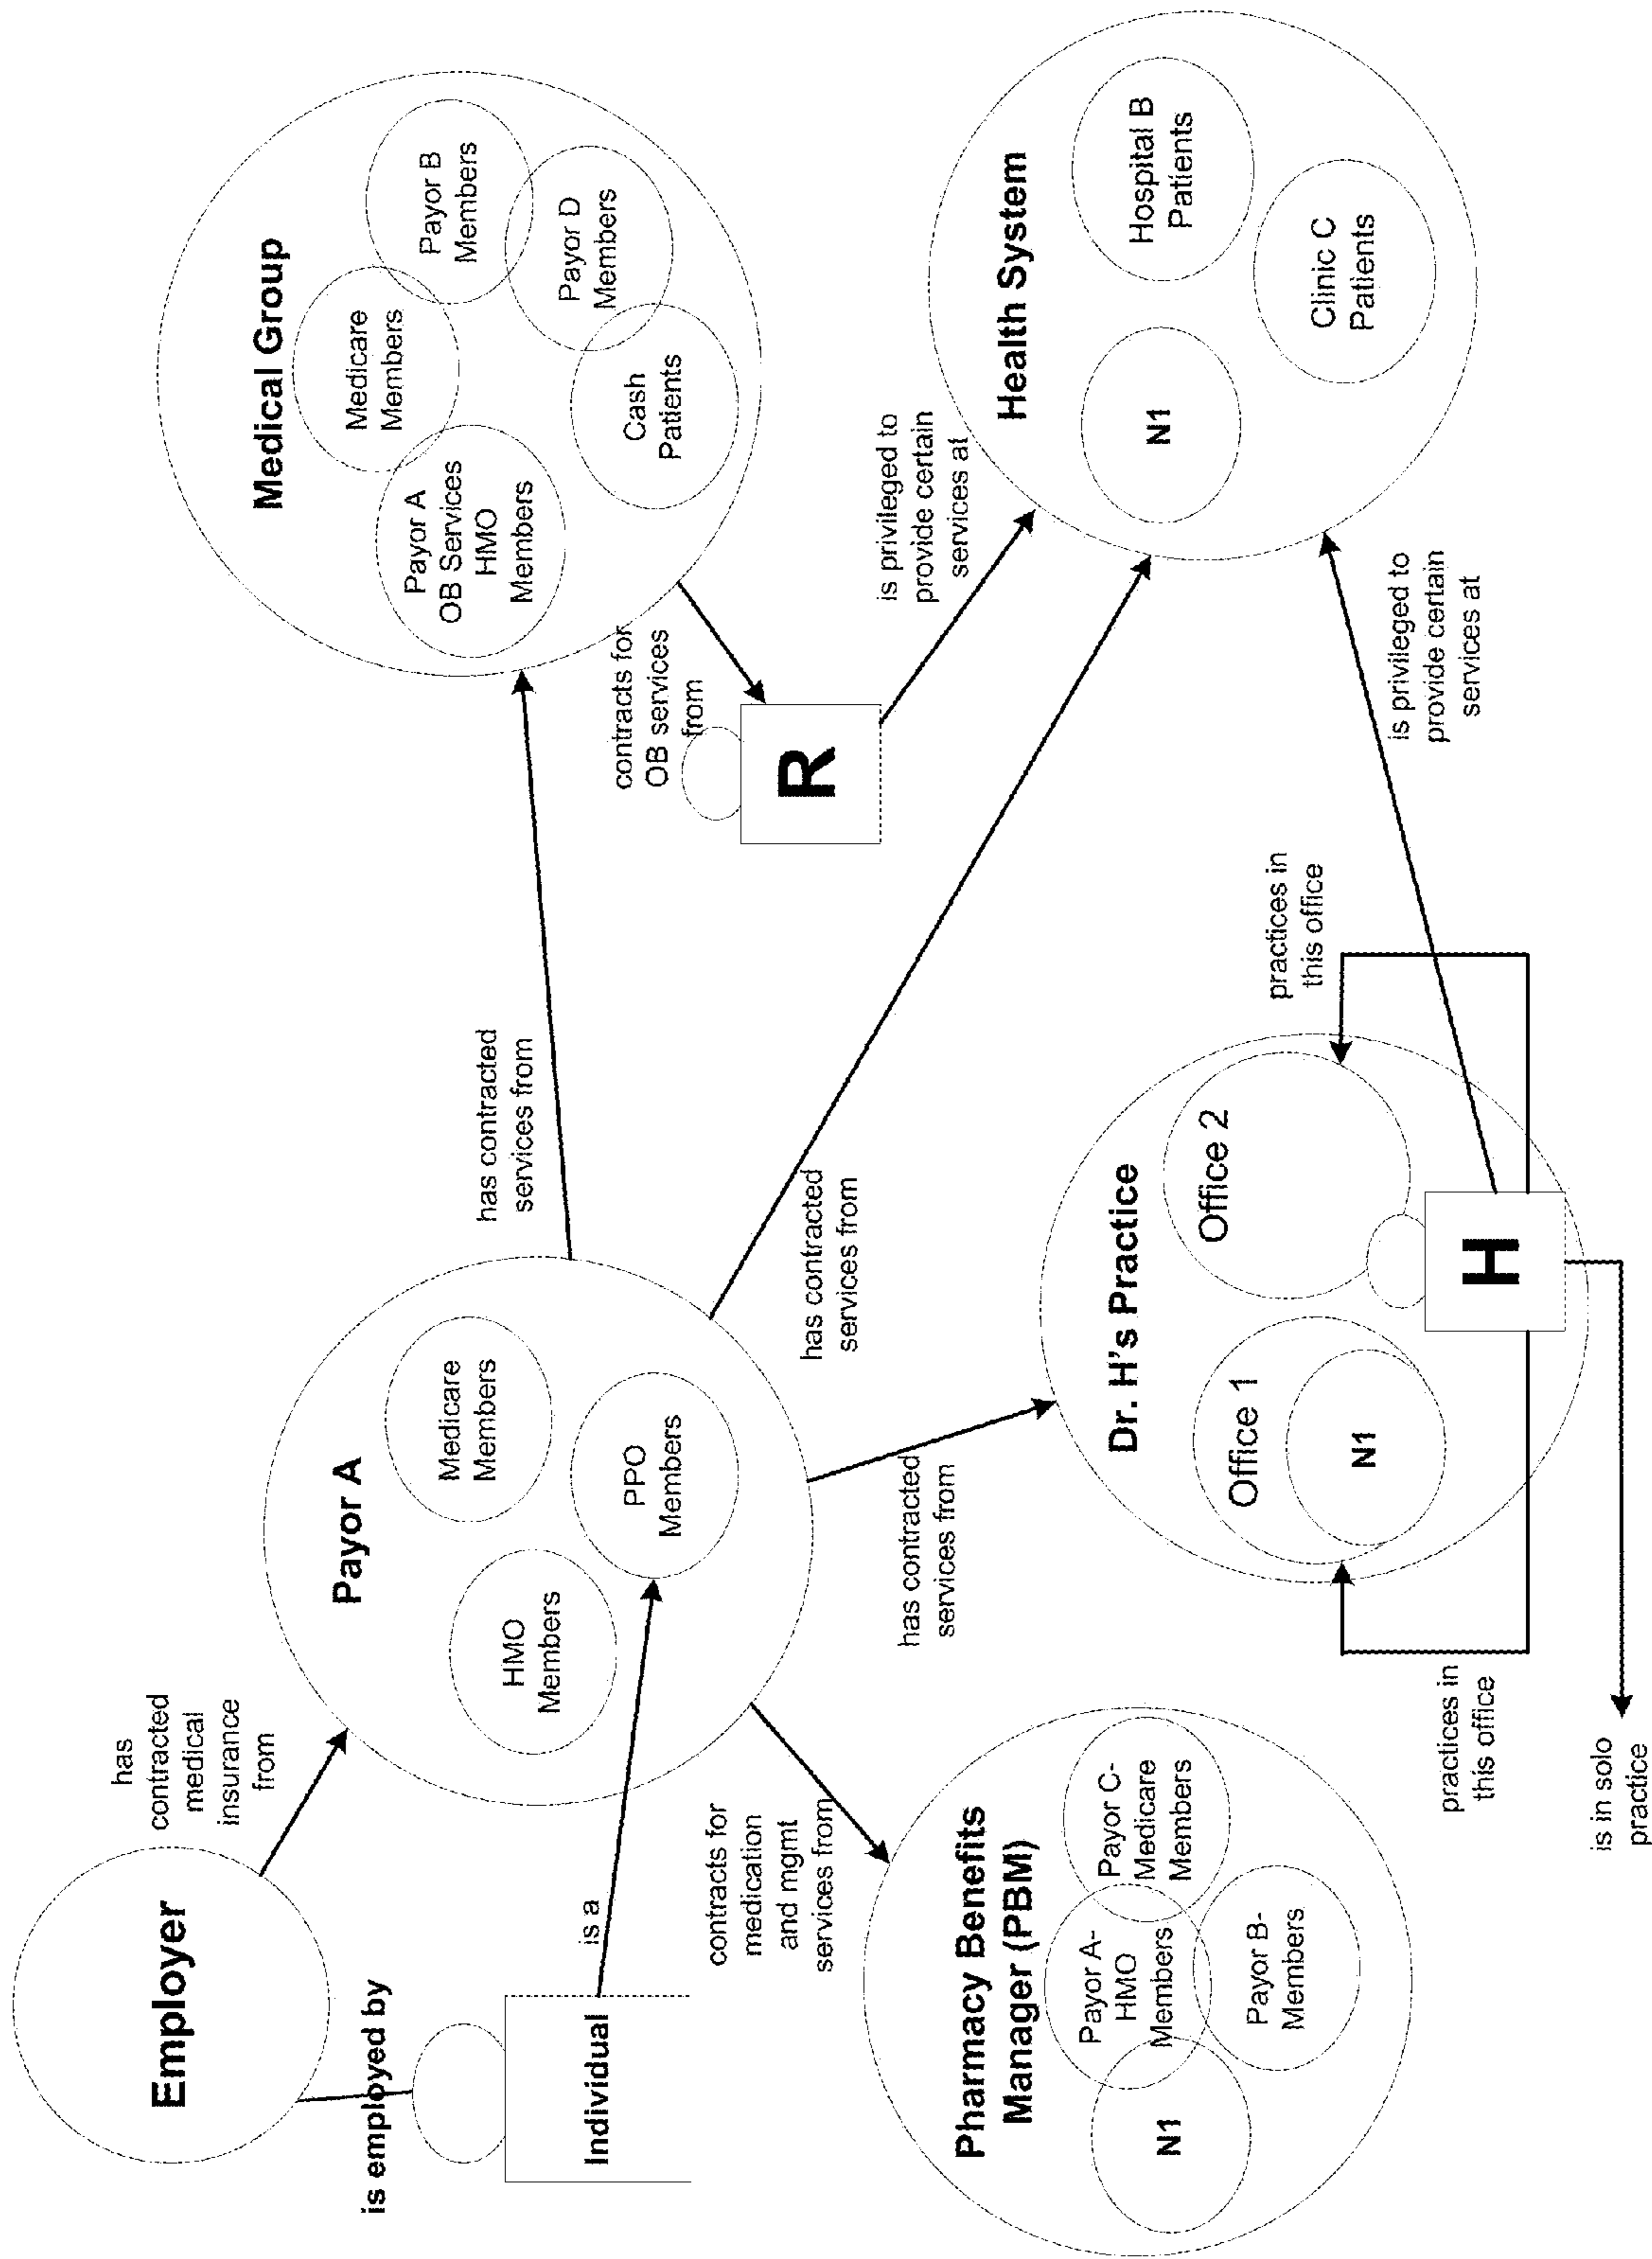 Employer
has
contracted
medical
insurance
from
is employed by
Individual
is a
Payor A
HMO
Members
Medicare
Members
PPO
Members
has contracted
services from
Medical Group
Payor A
OB Services
HMO
Members
Medicare
Members
Payor B
Members
Payor D
Members
Cash
Patients
contracts for
OB services
from
R
is privileged to
provide certain
services at
has contracted
services from
Health System
N1
Hospital B
Patients
Clinic C
Patients
contracts for
medication
and mgmt
services from
Pharmacy Benefits
Manager (PBM)
N1
Payor A-
HMO
Members
Payor C-
Medicare
Members
Payor B-
Members
has contracted
services from
Dr. H's Practice
Office 1
N1
Office 2
H
practices in
this office
practices in
this office
is privileged to
provide certain
services at
is in solo
practice